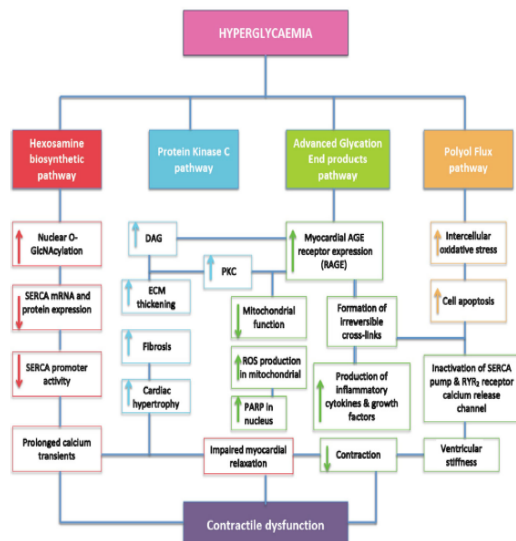 HYPERGLYCAEMIA
Hexosamine
biosynthetic
pathway
Protein Kinase C
pathway
Advanced Glycation
End products
pathway
Polyol Flux
pathway
Nuclear O-
GlcNAcylation
DAG
Myocardial AGE
receptor expression
(RAGE)
Intercellular
oxidative stress
PKC
SERCA mRNA and
protein expression
ECM
thickening
Mitochondrial
function
Formation of
irreversible
cross-links
Cell apoptosis
SERCA promoter
activity
Fibrosis
ROS production
in mitochondrial
Production of
inflammatory
cytokines & growth
factors
Inactivation of SERCA
pump & RYR₂ receptor
calcium release
channel
Cardiac
hypertrophy
PARP in
nucleus
Prolonged calcium
transients
Impaired myocardial
relaxation
Contraction
Ventricular
stiffness
Contractile dysfunction